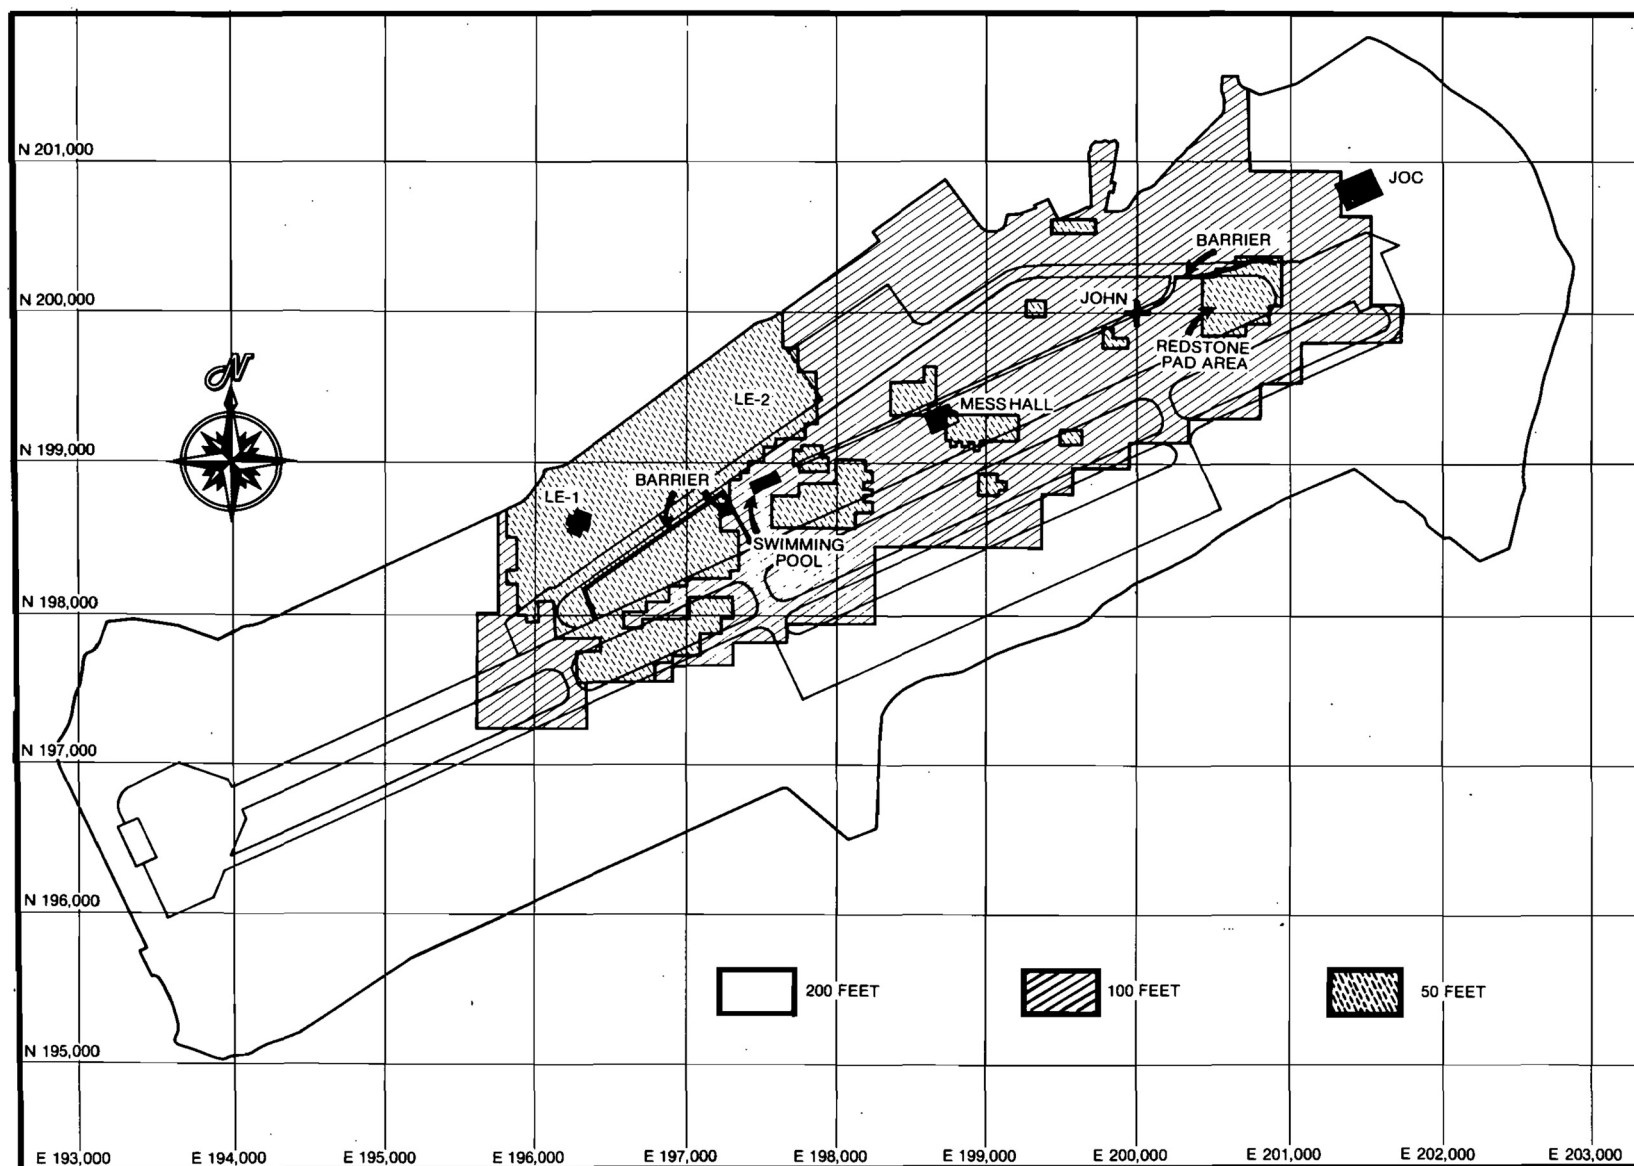 N 201,000
JOC
BARRIER
N 200,000
JOHN
REDSTONE
PAD AREA
N
LE-2
MESS HALL
N 199,000
BARRIER
LE-1
SWIMMING
POOL
N 198,000
N 197,000
N 196,000
200 FEET
100 FEET
50 FEET
N 195,000
E 193,000
E 194,000
E 195,000
E 196,000
E 197,000
E 198,000
E 199,000
E 200,000
E 201,000
E 202,000
E 203,000